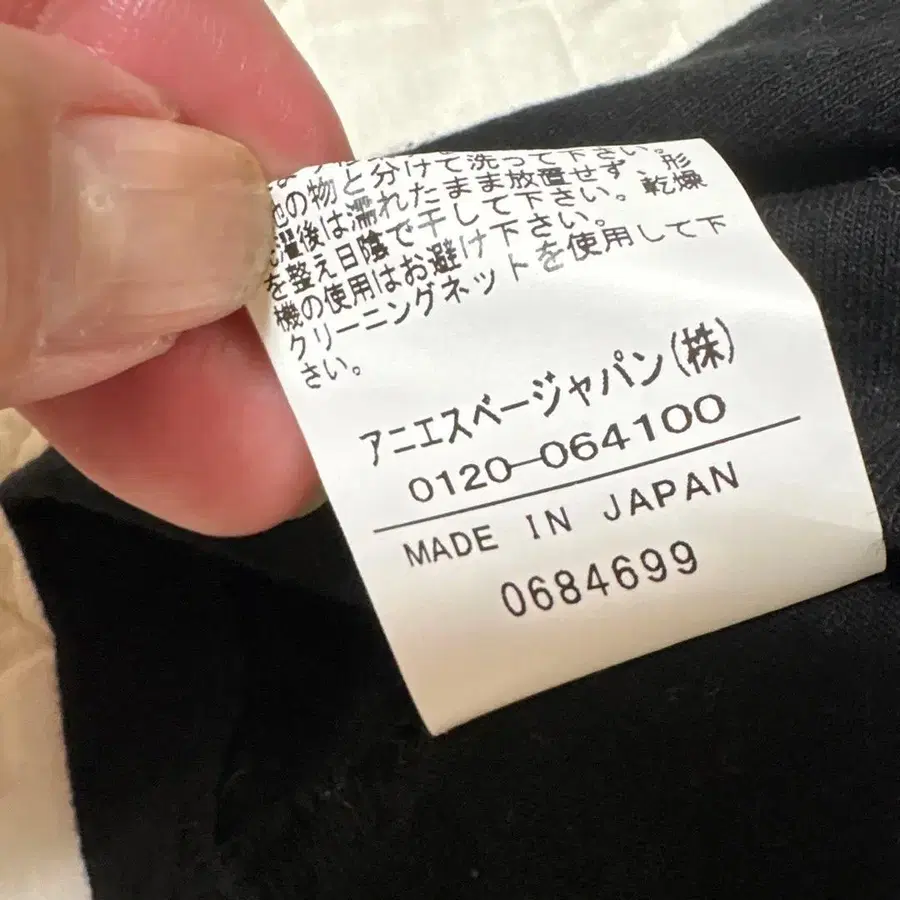 の物と分けて洗って下さい。
濯後は濡れたまま放置せず、形
を整え日陰で干して下さい。乾燥
機の使用はお避け下さい。
クリーニングネットを使用して下
さい。
アニエスベージャパン(株)
0120-064100
MADE IN JAPAN
0684699